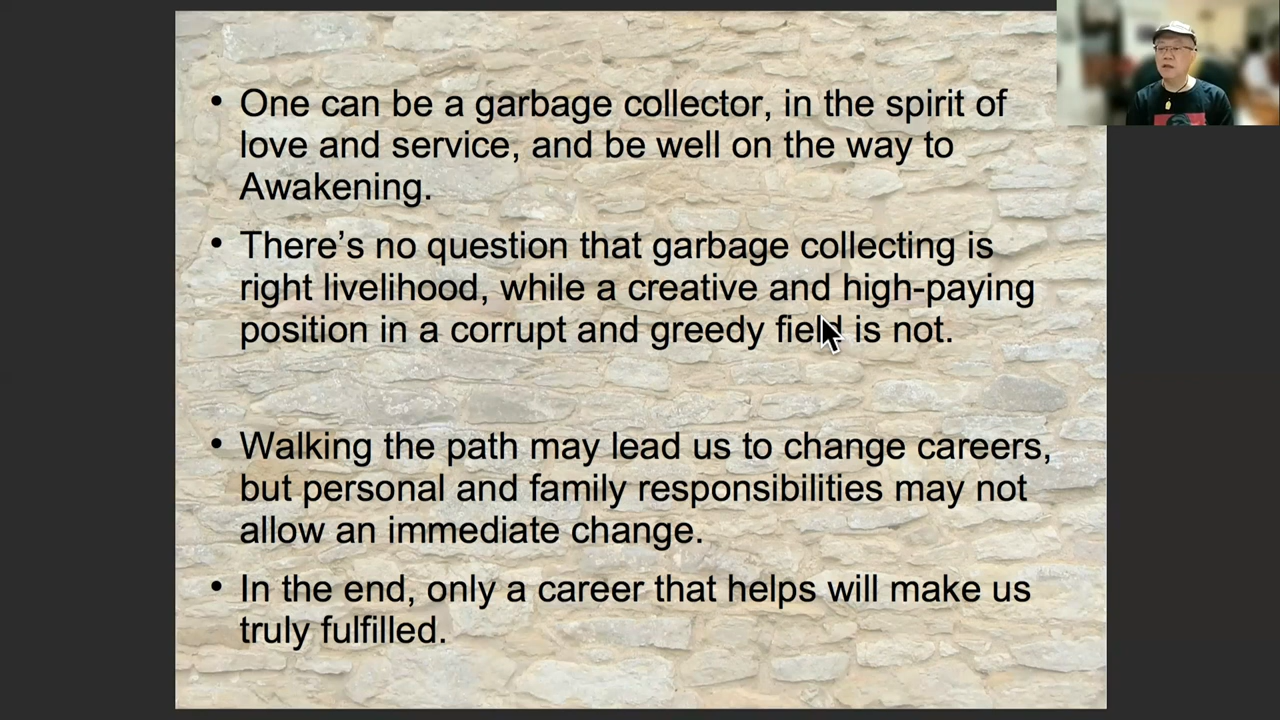 • One can be a garbage collector, in the spirit of
love and service, and be well on the way to
Awakening.
• There’s no question that garbage collecting is
right livelihood, while a creative and high-paying
position in a corrupt and greedy field is not.
• Walking the path may lead us to change careers,
but personal and family responsibilities may not
allow an immediate change.
• In the end, only a career that helps will make us
truly fulfilled.